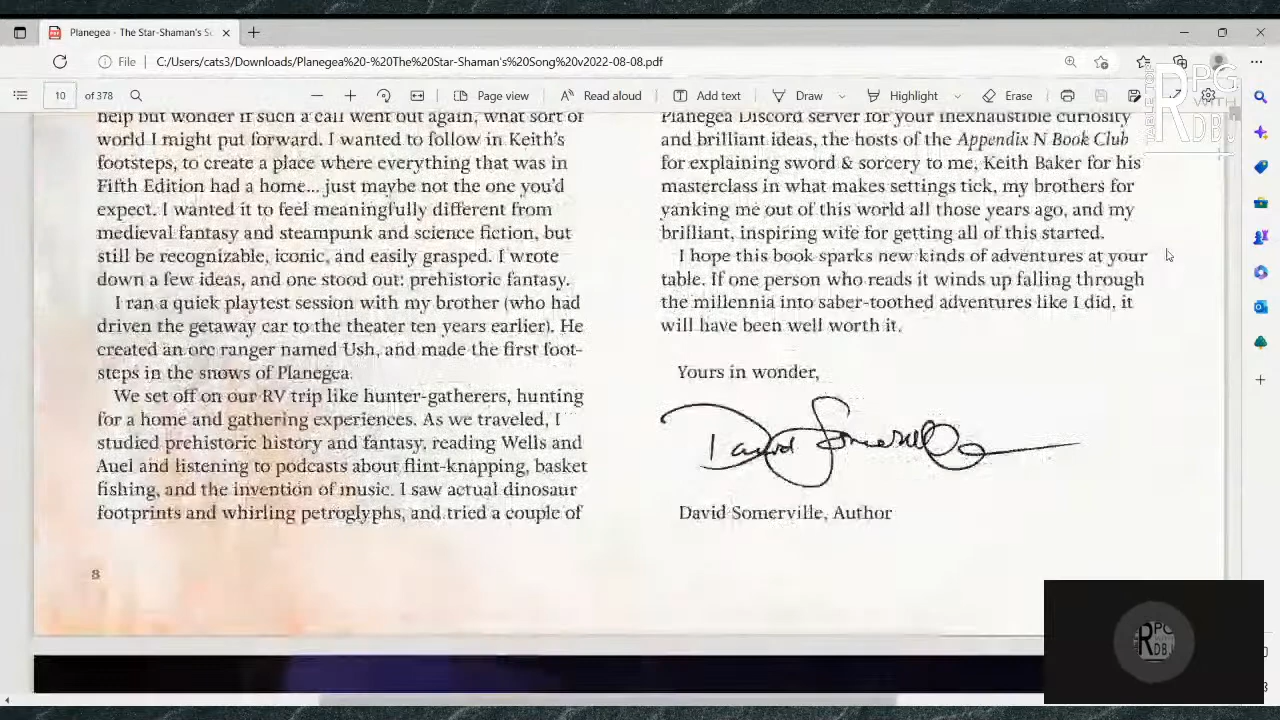 Planegea - The Star-Shaman's So
File
C:/Users/cats3/Downloads/Planegea%20-%20The%20Star-Shaman's%20Song%20v2022-08-08.pdf
10 of 378
Page view
Read aloud
Add text
Draw
Highlight
Erase
TABLE TOP
RPG
WITH
RDBU
help but wonder if such a call went out again, what sort of
world I might put forward. I wanted to follow in Keith's
footsteps, to create a place where everything that was in
Fifth Edition had a home... just maybe not the one you'd
expect. I wanted it to feel meaningfully different from
medieval fantasy and steampunk and science fiction, but
still be recognizable, iconic, and easily grasped. I wrote
down a few ideas, and one stood out: prehistoric fantasy.
I ran a quick playtest session with my brother (who had
driven the getaway car to the theater ten years earlier). He
created an orc ranger named Ush, and made the first foot-
steps in the snows of Planegea.
We set off on our RV trip like hunter-gatherers, hunting
for a home and gathering experiences. As we traveled, I
studied prehistoric history and fantasy, reading Wells and
Auel and listening to podcasts about flint-knapping, basket
fishing, and the invention of music. I saw actual dinosaur
footprints and whirling petroglyphs, and tried a couple of
8
Planegea Discord server for your inexhaustible curiosity
and brilliant ideas, the hosts of the Appendix N Book Club
for explaining sword & sorcery to me, Keith Baker for his
masterclass in what makes settings tick, my brothers for
yanking me out of this world all those years ago, and my
brilliant, inspiring wife for getting all of this started.
I hope this book sparks new kinds of adventures at your
table. If one person who reads it winds up falling through
the millennia into saber-toothed adventures like I did, it
will have been well worth it.
Yours in wonder,
David Somerville
David Somerville, Author
RPG
WITH
RDBU